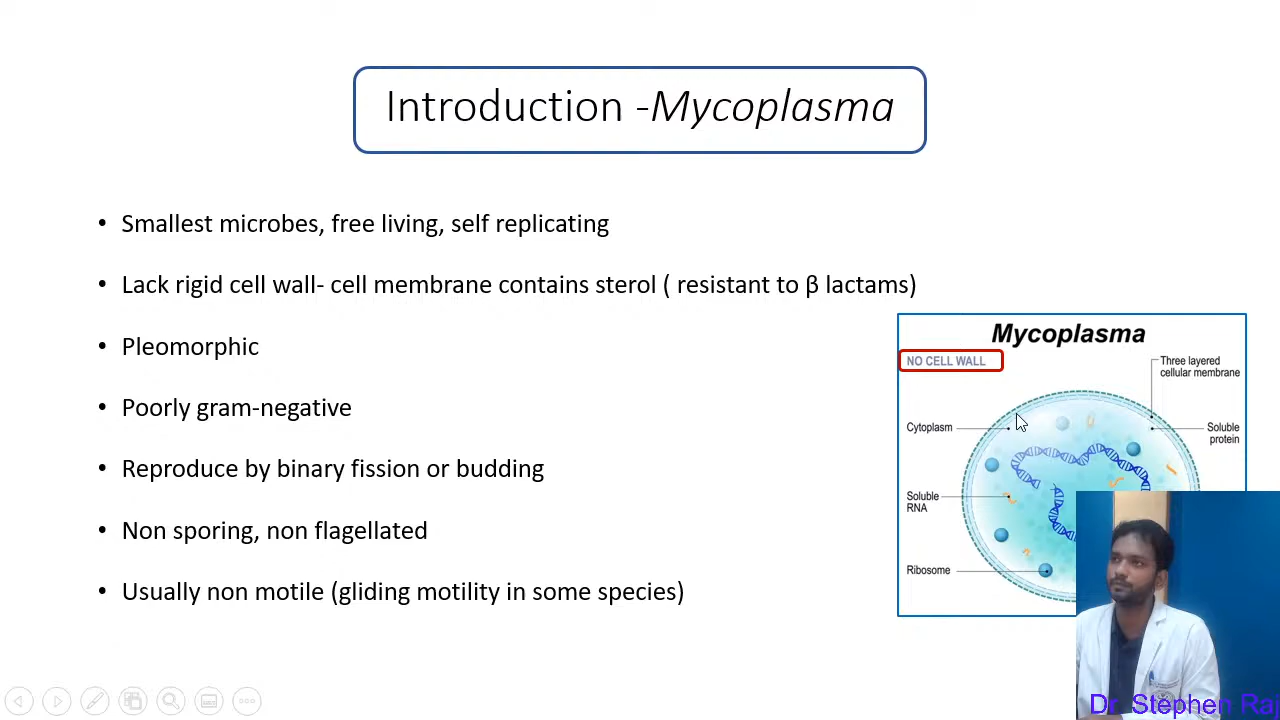 Introduction -Mycoplasma
• Smallest microbes, free living, self replicating
• Lack rigid cell wall- cell membrane contains sterol ( resistant to β lactams)
• Pleomorphic
• Poorly gram-negative
• Reproduce by binary fission or budding
• Non sporing, non flagellated
• Usually non motile (gliding motility in some species)
Mycoplasma
NO CELL WALL
Three layered
cellular membrane
Cytoplasm
Soluble
protein
Soluble
RNA
Ribosome
Dr. Stephen Raj